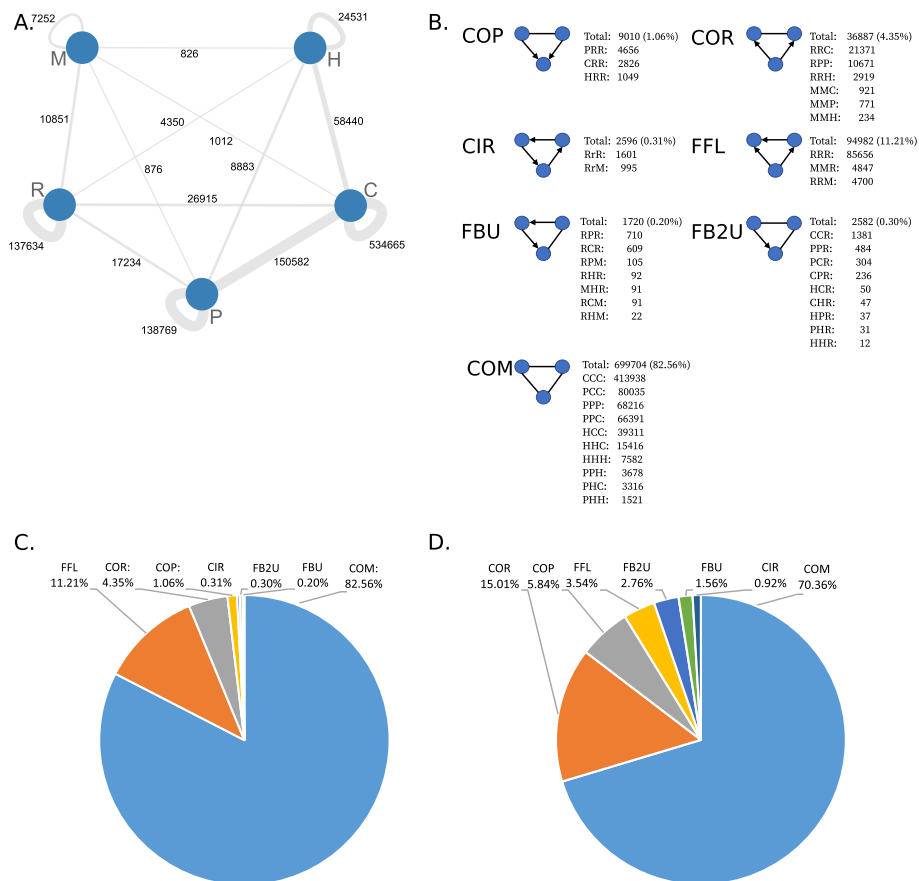 A.
7252
24531
M
H
826
10851
4350
1012
58440
876
8883
R
C
26915
137634
534665
17234
150582
P
138769
B.
COP
Total: 9010 (1.06%)
PRR: 4656
CRR: 2826
HRR: 1049
COR
Total: 36887 (4.35%)
RRC: 21371
RPP: 10671
RRH: 2919
MMC: 921
MMP: 771
MMH: 234
CIR
Total: 2596 (0.31%)
RrR: 1601
RrM: 995
FFL
Total: 94982 (11.21%)
RRR: 85656
MMR: 4847
RRM: 4700
FBU
Total: 1720 (0.20%)
RPR: 710
RCR: 609
RPM: 105
RHR: 92
MHR: 91
RCM: 91
RHM: 22
FB2U
Total: 2582 (0.30%)
CCR: 1381
PPR: 484
PCR: 304
CPR: 236
HCR: 50
CHR: 47
HPR: 37
PHR: 31
HHR: 12
COM
Total: 699704 (82.56%)
CCC: 413938
PCC: 80035
PPP: 68216
PPC: 66391
HCC: 39311
HHC: 15416
HHH: 7582
PPH: 3678
PHC: 3316
PHH: 1521
C.
FFL COR: COP: CIR FB2U FBU COM:
11.21% 4.35% 1.06% 0.31% 0.30% 0.20% 82.56%
D.
COR COP FFL FB2U FBU CIR COM
15.01% 5.84% 3.54% 2.76% 1.56% 0.92% 70.36%